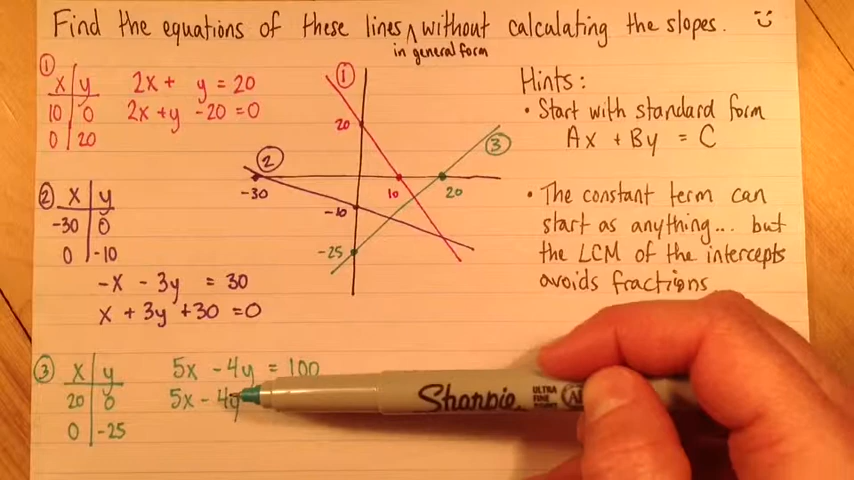 Find the equations of these lines ^ without calculating the slopes.
in general form
①
x y
10 0
0 20
2x + y = 20
2x + y - 20 = 0
②
x y
-30 0
0 -10
-x - 3y = 30
x + 3y + 30 = 0
③
x y
20 0
0 -25
5x - 4y = 100
5x - 4y
①
20
②
③
-30
10
20
-10
-25
Hints:
• Start with standard form
Ax + By = C
• The constant term can
start as anything... but
the LCM of the intercepts
avoids fractions
Sharpie
ULTRA
FINE
POINT
AP